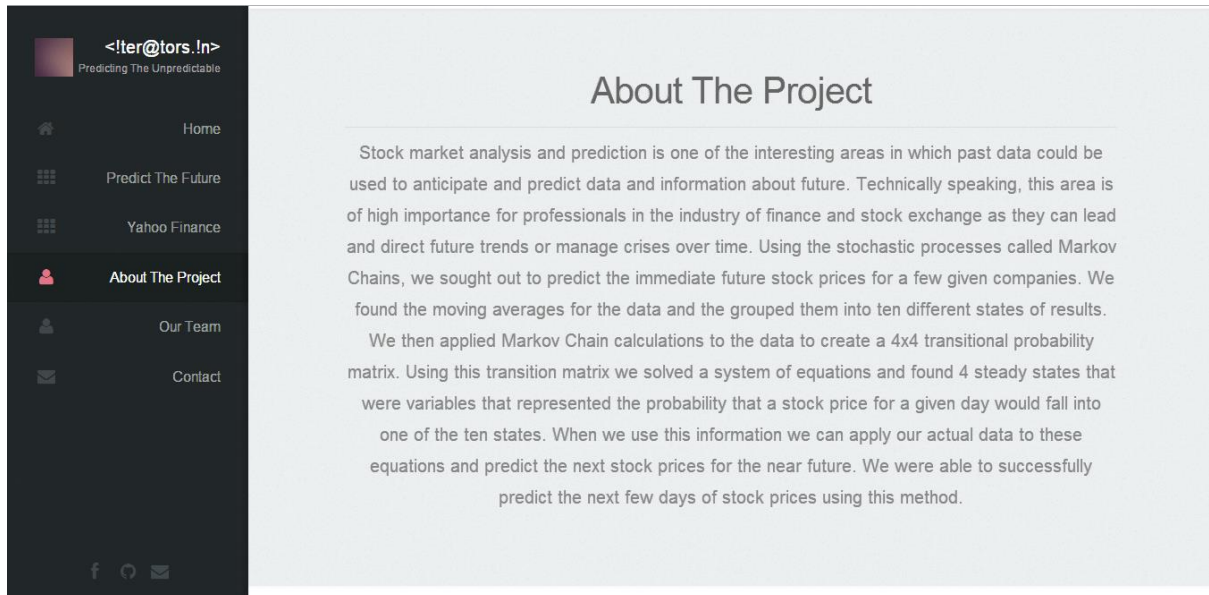 <!ter@tors.!n>
Predicting The Unpredictable
Home
Predict The Future
Yahoo Finance
About The Project
Our Team
Contact
About The Project
Stock market analysis and prediction is one of the interesting areas in which past data could be
used to anticipate and predict data and information about future. Technically speaking, this area is
of high importance for professionals in the industry of finance and stock exchange as they can lead
and direct future trends or manage crises over time. Using the stochastic processes called Markov
Chains, we sought out to predict the immediate future stock prices for a few given companies. We
found the moving averages for the data and the grouped them into ten different states of results.
We then applied Markov Chain calculations to the data to create a 4x4 transitional probability
matrix. Using this transition matrix we solved a system of equations and found 4 steady states that
were variables that represented the probability that a stock price for a given day would fall into
one of the ten states. When we use this information we can apply our actual data to these
equations and predict the next stock prices for the near future. We were able to successfully
predict the next few days of stock prices using this method.